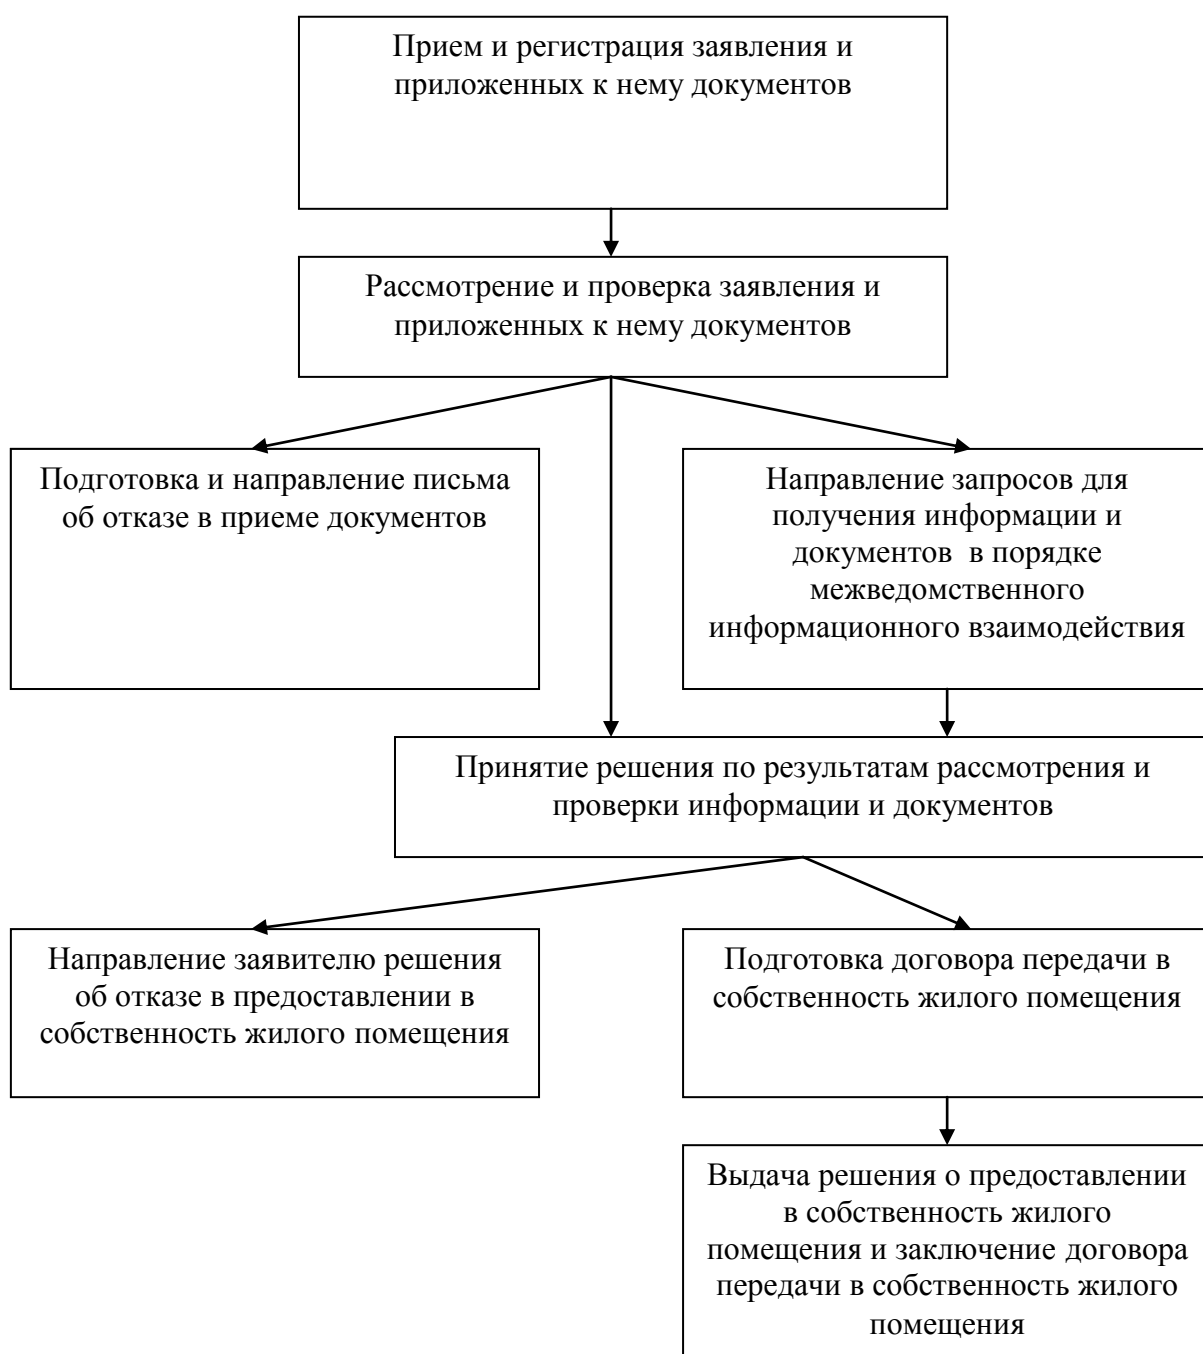 Прием и регистрация заявления и
приложенных к нему документов
Рассмотрение и проверка заявления и
приложенных к нему документов
Подготовка и направление письма
об отказе в приеме документов
Направление запросов для
получения информации и
документов в порядке
межведомственного
информационного взаимодействия
Принятие решения по результатам рассмотрения и
проверки информации и документов
Направление заявителю решения
об отказе в предоставлении в
собственность жилого помещения
Подготовка договора передачи в
собственность жилого помещения
Выдача решения о предоставлении
в собственность жилого
помещения и заключение договора
передачи в собственность жилого
помещения